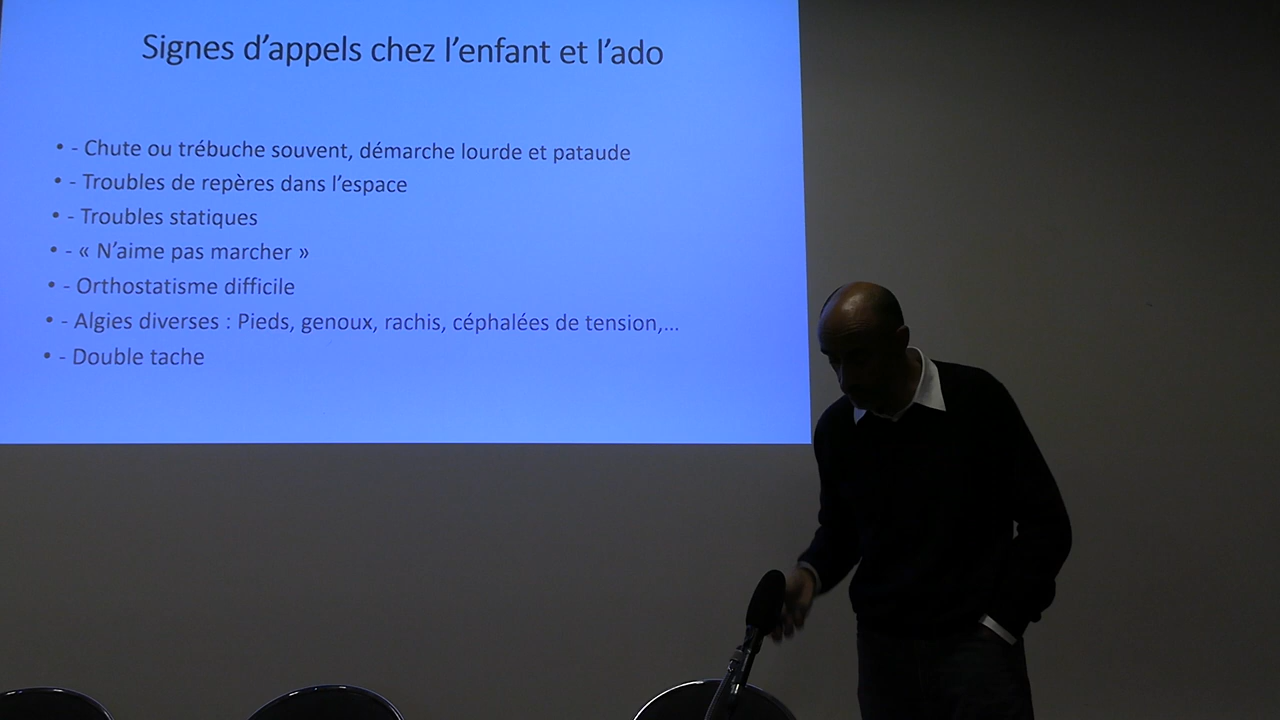 Signes d'appels chez l'enfant et l'ado
• - Chute ou trébuche souvent, démarche lourde et pataude
• - Troubles de repères dans l'espace
• - Troubles statiques
• - « N'aime pas marcher »
• - Orthostatisme difficile
• - Algies diverses : Pieds, genoux, rachis, céphalées de tension,...
• - Double tache